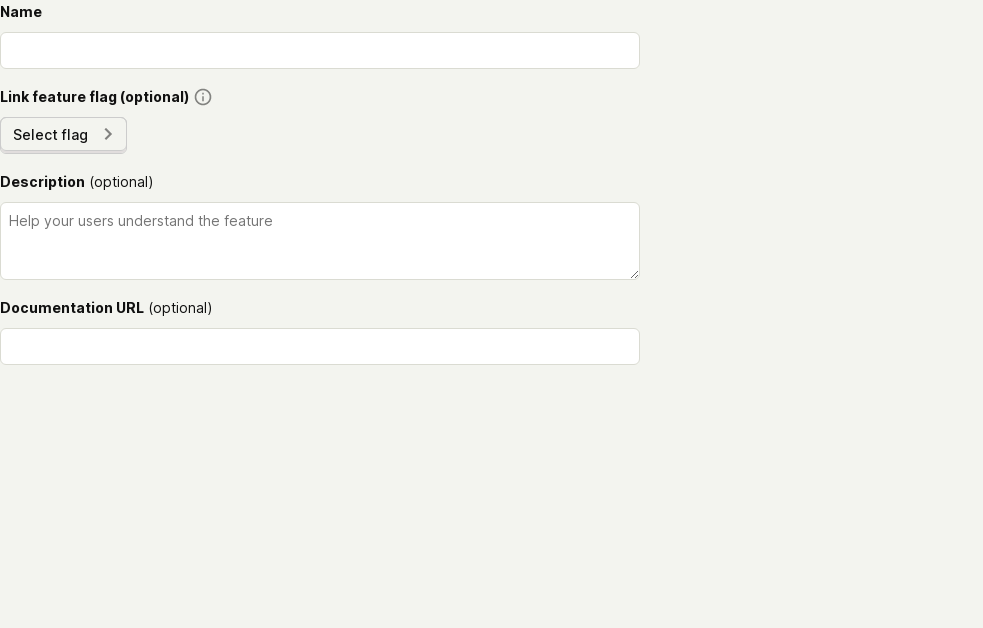 Name
Link feature flag (optional)
Select flag
Description (optional)
Help your users understand the feature
Documentation URL (optional)